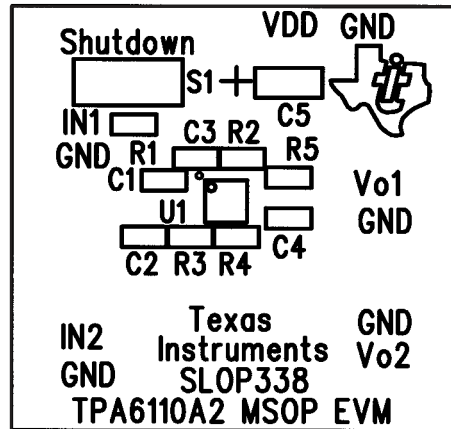 VDD GND
Shutdown
S1
C5
IN1
GND
R1
C3 R2
R5
C1
Vo1
U1
GND
C2 R3 R4
C4
Texas
Instruments
SLOP338
IN2
GND
GND
Vo2
TPA6110A2 MSOP EVM